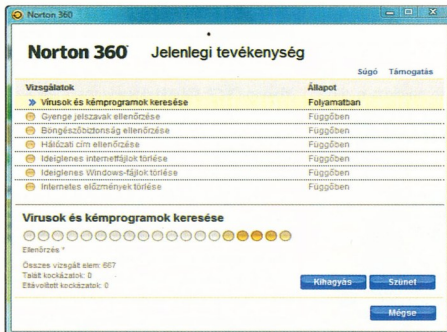 Norton 360
Norton 360 Jelenlegi tevékenység
Súgó Támogatás
Vizsgálatok Állapot
Vírusok és kémprogramok keresése Folyamatban
Gyenge jelszavak ellenőrzése Függőben
Böngészőbiztonság ellenőrzése Függőben
Hálózati cím ellenőrzése Függőben
Ideiglenes internetfájlok törlése Függőben
Ideiglenes Windows-fájlok törlése Függőben
Internetes előzmények törlése Függőben
Vírusok és kémprogramok keresése
Ellenőrzés *
Összes vizsgált elem: 667
Talált kockázatok: 0
Eltávolított kockázatok: 0
Kihagyás Szünet
Mégse